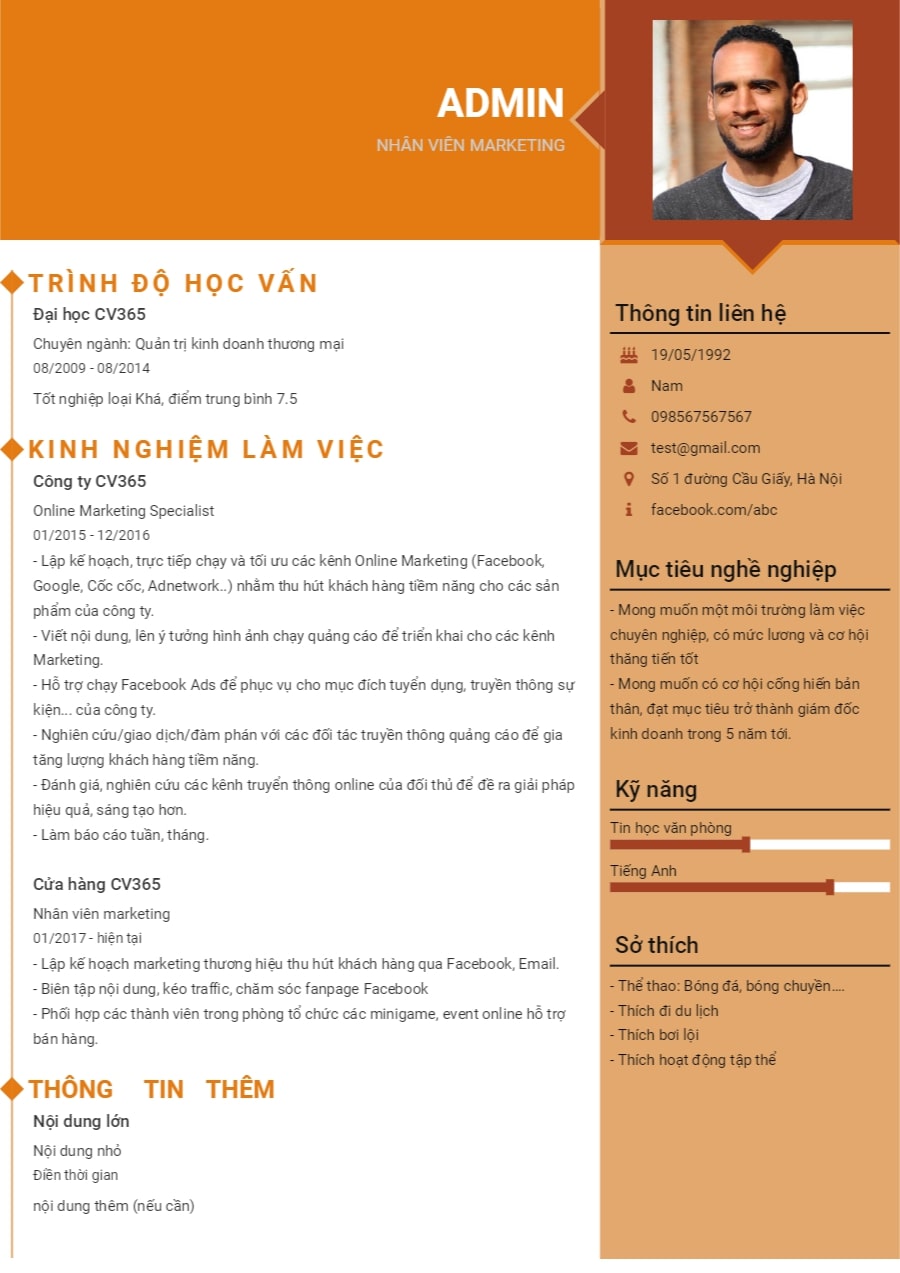 ADMIN
NHÂN VIÊN MARKETING
TRÌNH ĐỘ HỌC VẤN
Đại học CV365
Chuyên ngành: Quản trị kinh doanh thương mại
08/2009 - 08/2014
Tốt nghiệp loại Khá, điểm trung bình 7.5
KINH NGHIỆM LÀM VIỆC
Công ty CV365
Online Marketing Specialist
01/2015 - 12/2016
- Lập kế hoạch, trực tiếp chạy và tối ưu các kênh Online Marketing (Facebook,
Google, Cốc cốc, Adnetwork..) nhằm thu hút khách hàng tiềm năng cho các sản
phẩm của công ty.
- Viết nội dung, lên ý tưởng hình ảnh chạy quảng cáo để triển khai cho các kênh
Marketing.
- Hỗ trợ chạy Facebook Ads để phục vụ cho mục đích tuyển dụng, truyền thông sự
kiện... của công ty.
- Nghiên cứu/giao dịch/đàm phán với các đối tác truyền thông quảng cáo để gia
tăng lượng khách hàng tiềm năng.
- Đánh giá, nghiên cứu các kênh truyển thông online của đối thủ để đề ra giải pháp
hiệu quả, sáng tạo hơn.
- Làm báo cáo tuần, tháng.
Cửa hàng CV365
Nhân viên marketing
01/2017 - hiện tại
- Lập kế hoạch marketing thương hiệu thu hút khách hàng qua Facebook, Email.
- Biên tập nội dung, kéo traffic, chăm sóc fanpage Facebook
- Phối hợp các thành viên trong phòng tổ chức các minigame, event online hỗ trợ
bán hàng.
THÔNG TIN THÊM
Nội dung lớn
Nội dung nhỏ
Điền thời gian
nội dung thêm (nếu cần)
Thông tin liên hệ
19/05/1992
Nam
098567567567
test@gmail.com
Số 1 đường Cầu Giấy, Hà Nội
facebook.com/abc
Mục tiêu nghề nghiệp
- Mong muốn một môi trường làm việc
chuyên nghiệp, có mức lương và cơ hội
thăng tiến tốt
- Mong muốn có cơ hội cống hiến bản
thân, đạt mục tiêu trở thành giám đốc
kinh doanh trong 5 năm tới.
Kỹ năng
Tin học văn phòng
Tiếng Anh
Sở thích
- Thể thao: Bóng đá, bóng chuyền....
- Thích đi du lịch
- Thích bơi lội
- Thích hoạt động tập thể